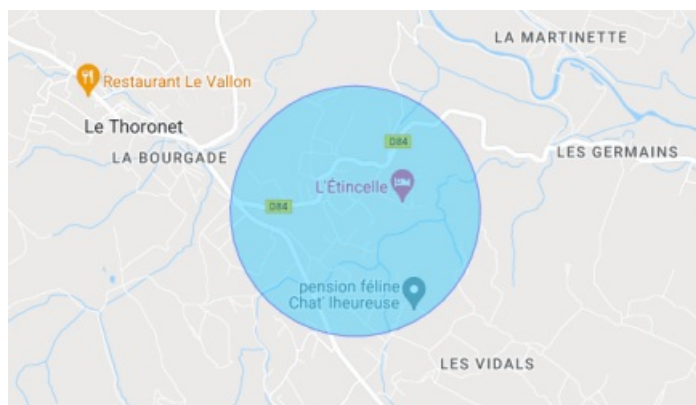 LA MARTINETTE
Restaurant Le Vallon
Le Thoronet
D84
LA BOURGADE
LES GERMAINS
L'Étincelle
D84
pension féline
Chat' lheureuse
LES VIDALS